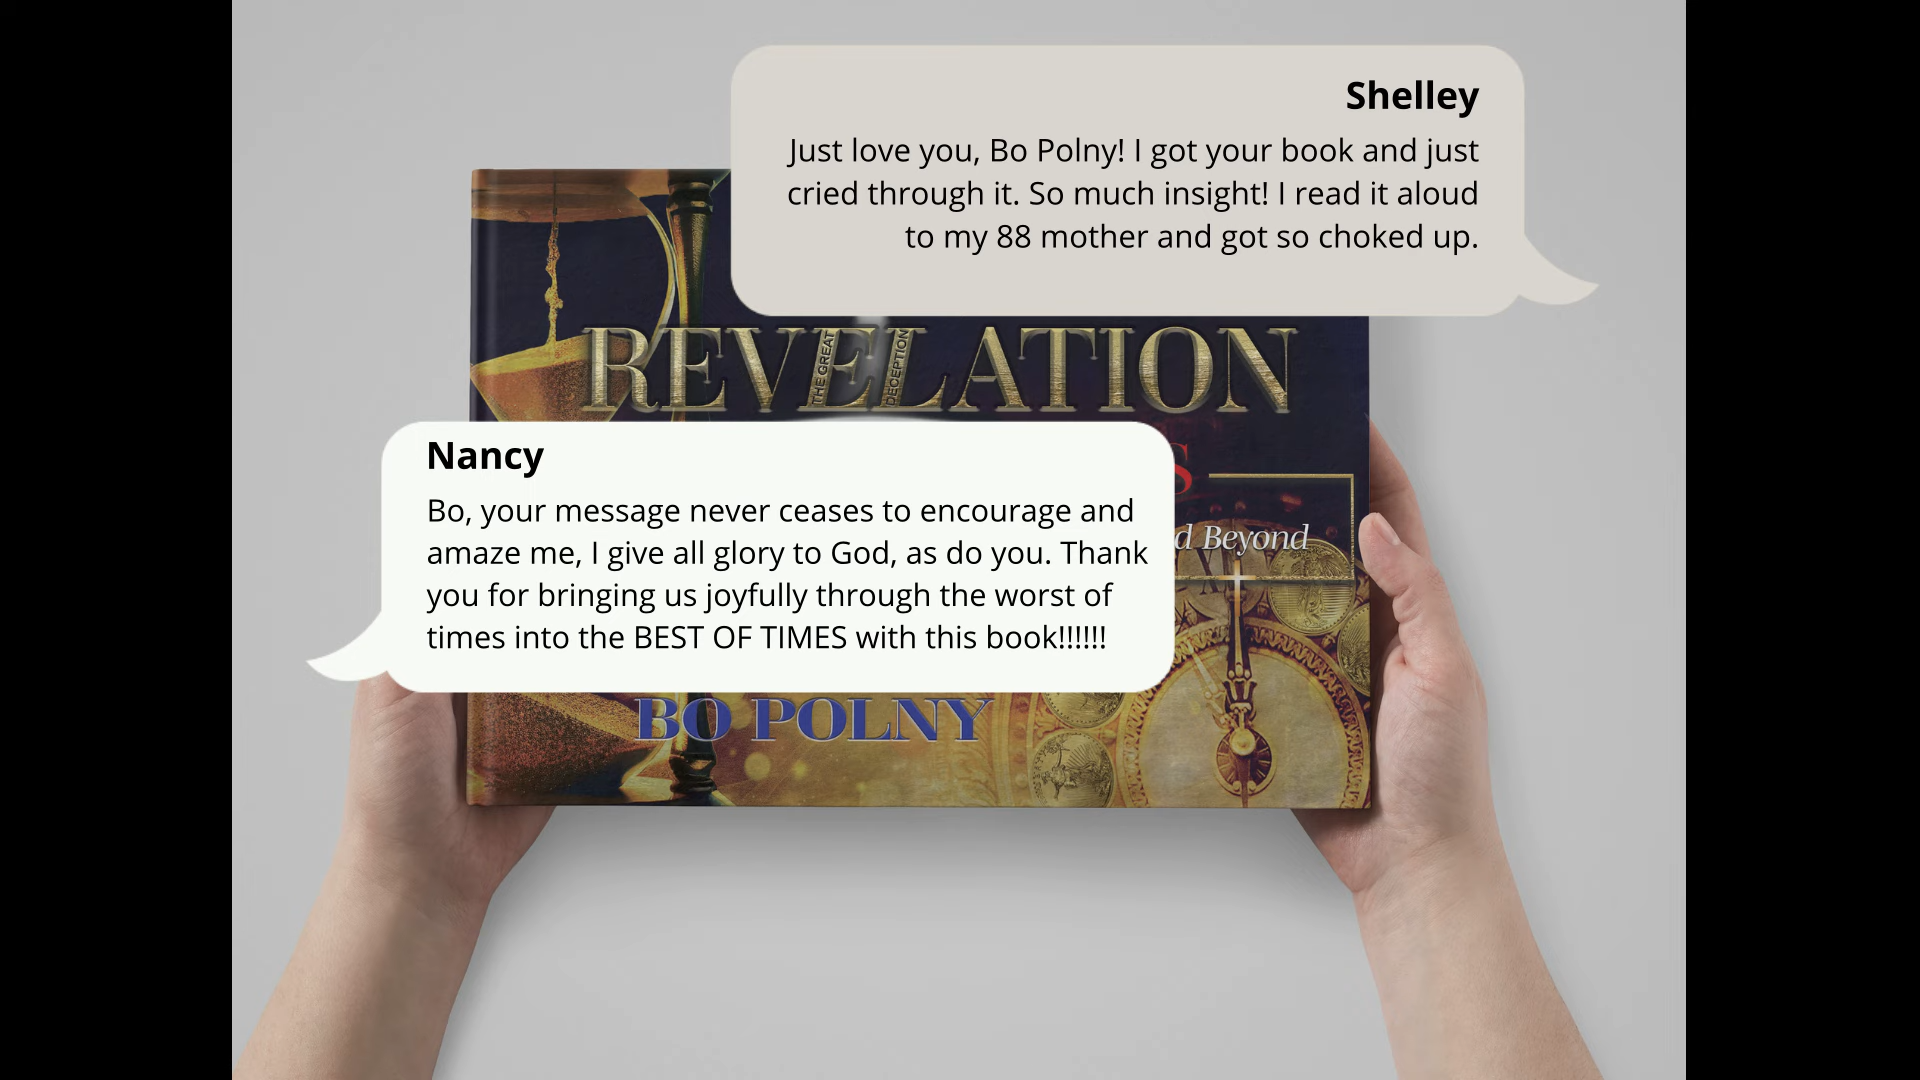 Shelley
Just love you, Bo Polny! I got your book and just
cried through it. So much insight! I read it aloud
to my 88 mother and got so choked up.
REVELATION
THE GREAT
DECEPTION
Nancy
Bo, your message never ceases to encourage and
amaze me, I give all glory to God, as do you. Thank
you for bringing us joyfully through the worst of
times into the BEST OF TIMES with this book!!!!!!
Beyond
BO POLNY